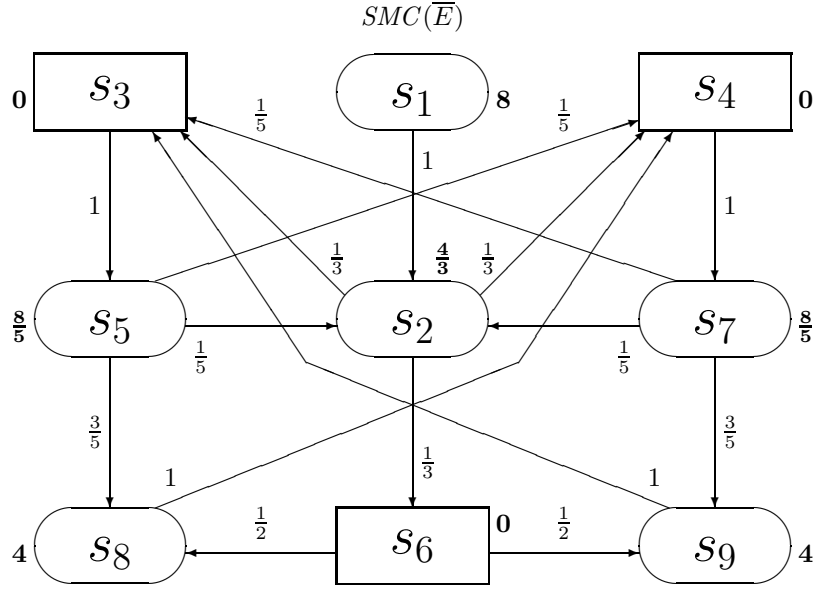 SMC(E̅)
0 s₃ s₁ 8 s₄ 0
1/5 1/5
1
1 1
1/3 4/3 1/3
8/5 s₅ s₂ s₇ 8/5
1/5 1/5
3/5 3/5
1 1/3 1
1/2 0 1/2
4 s₈ s₆ s₉ 4